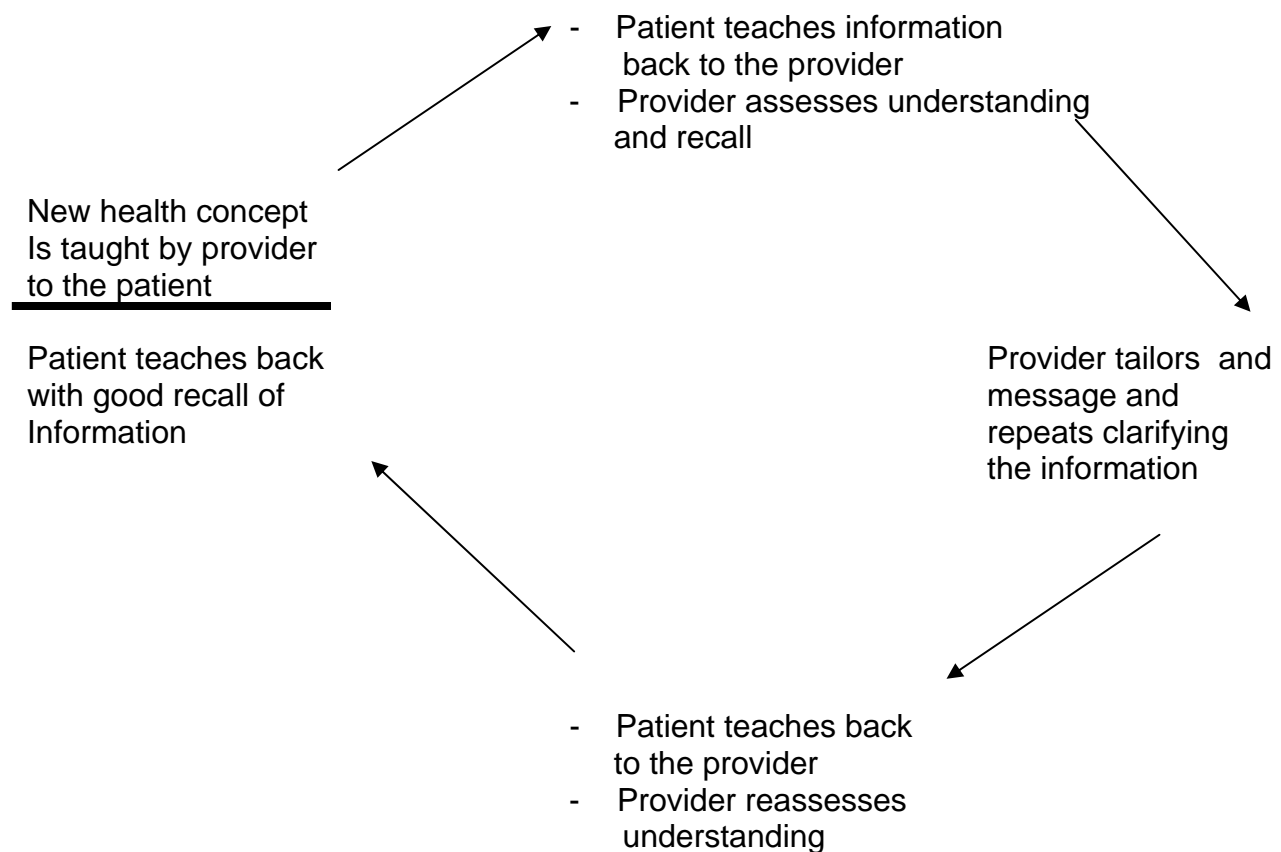 - Patient teaches information
back to the provider
- Provider assesses understanding
and recall
New health concept
Is taught by provider
to the patient
Patient teaches back
with good recall of
Information
Provider tailors and
message and
repeats clarifying
the information
- Patient teaches back
to the provider
- Provider reassesses
understanding